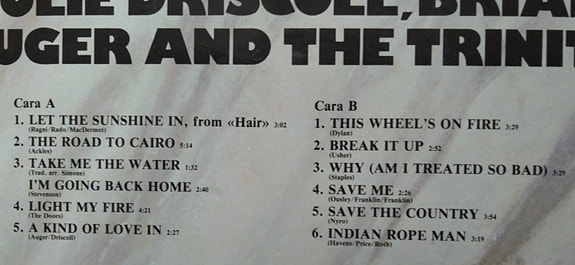 JULIE DRISCOLL, BRIAN
AUGER AND THE TRINITY
Cara A
1. LET THE SUNSHINE IN, from «Hair» 3:02
(Ragni/Rado/MacDermot)
2. THE ROAD TO CAIRO 5:14
(Ackles)
3. TAKE ME THE WATER 1:32
(Trad. arr. Simone)
I'M GOING BACK HOME 2:40
(Stevenson)
4. LIGHT MY FIRE 4:21
(The Doors)
5. A KIND OF LOVE IN 2:27
(Auger/Driscoll)
Cara B
1. THIS WHEEL'S ON FIRE 3:29
(Dylan)
2. BREAK IT UP 2:52
(Usher)
3. WHY (AM I TREATED SO BAD) 3:29
(Staples)
4. SAVE ME 2:26
(Ousley/Franklin/Franklin)
5. SAVE THE COUNTRY 3:54
(Nyro)
6. INDIAN ROPE MAN 3:19
(Havens/Price/Roth)